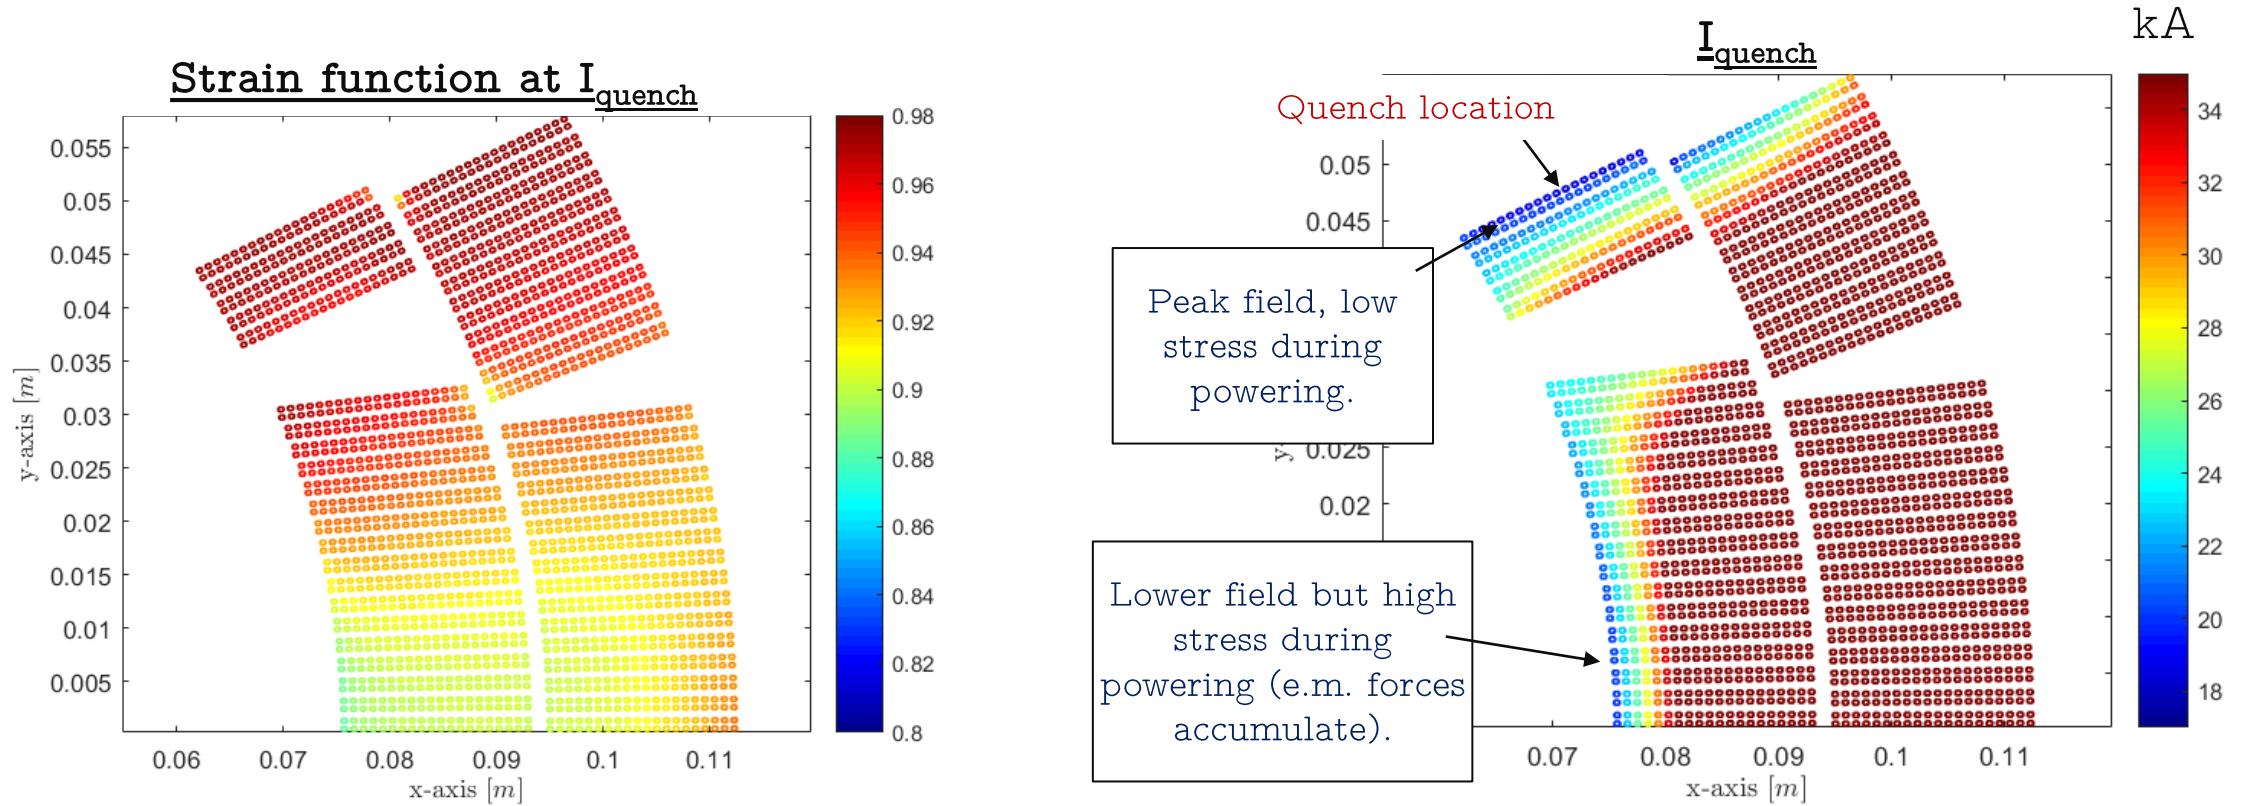 Strain function at Iquench
0.055
0.05
0.045
0.04
0.035
0.03
0.025
0.02
0.015
0.01
0.005
y-axis [m]
0.06 0.07 0.08 0.09 0.1 0.11
x-axis [m]
0.98
0.96
0.94
0.92
0.9
0.88
0.86
0.84
0.82
0.8
Iquench
kA
Quench location
0.05
0.045
Peak field, low
stress during
powering.
0.025
0.02
Lower field but high
stress during
powering (e.m. forces
accumulate).
0.07 0.08 0.09 0.1 0.11
x-axis [m]
34
32
30
28
26
24
22
20
18